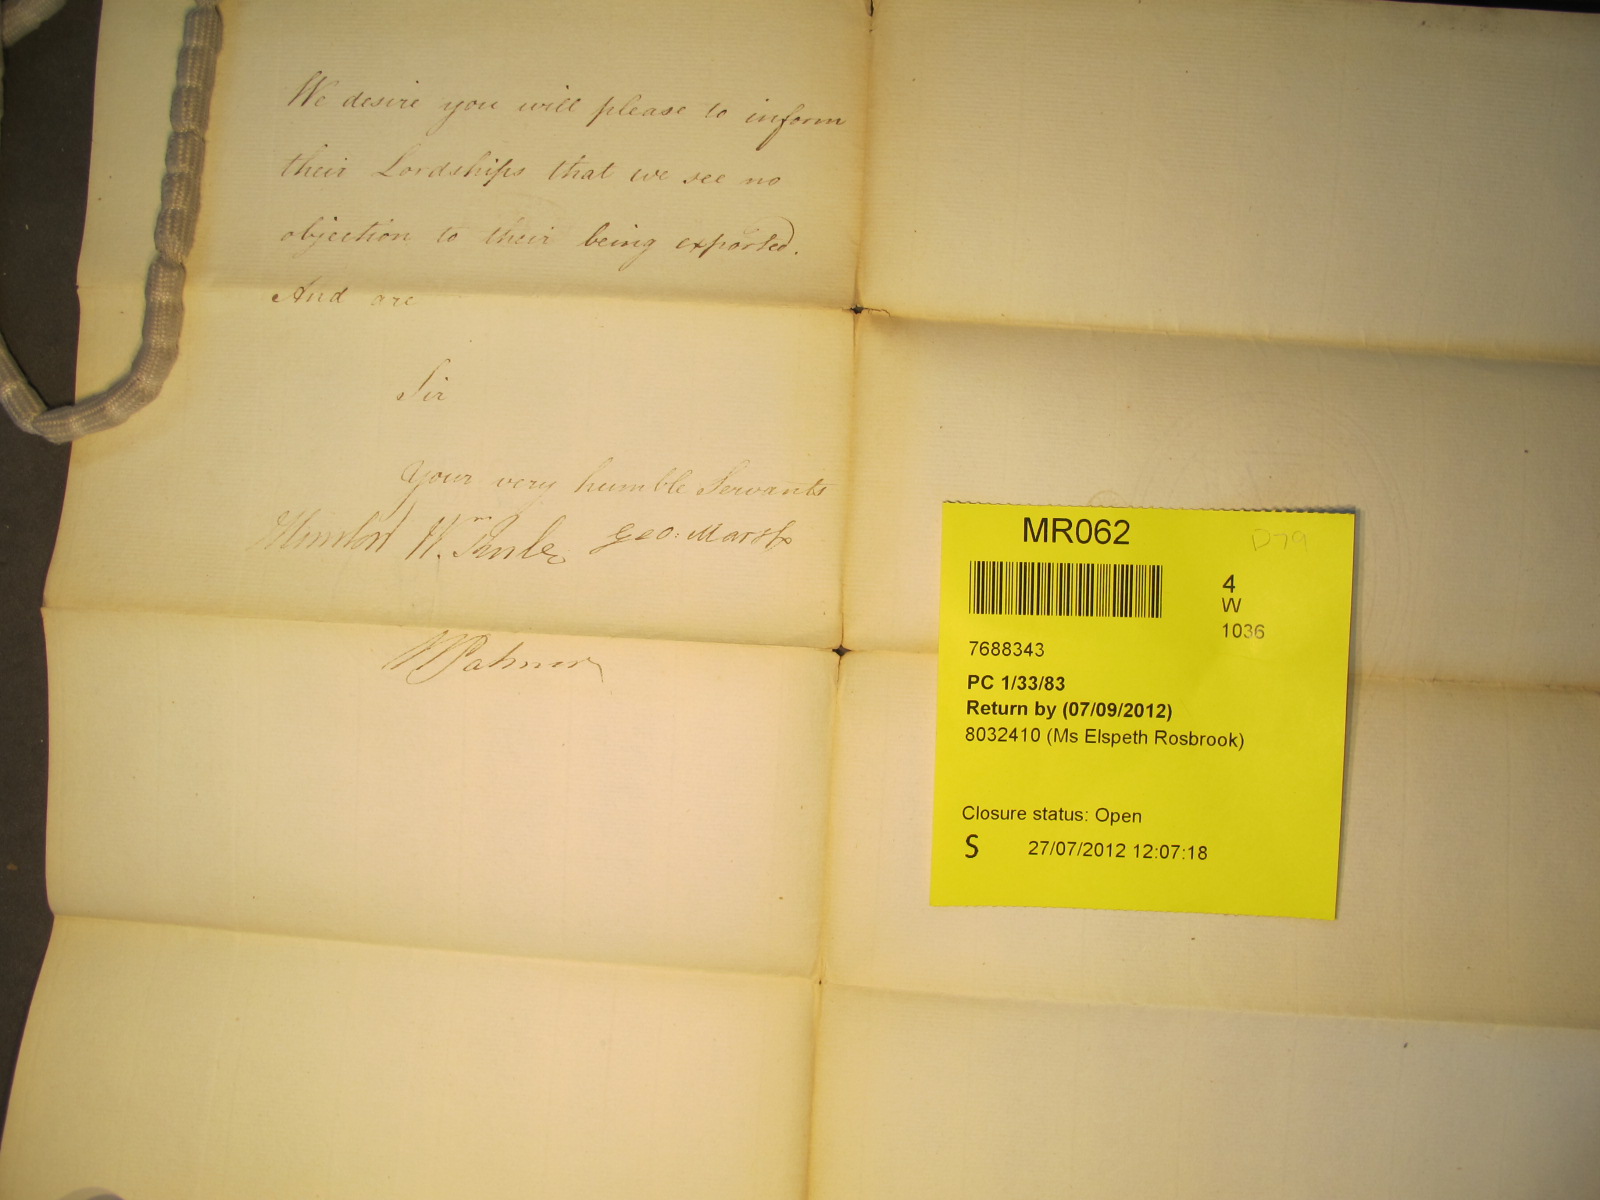 We desire you will please to inform
their Lordships that we see no
objection to their being exported.
And are
Sir
Your very humble Servants
Wm. Geo: Marsh
Palmer
MR062
D79
4
W
1036
7688343
PC 1/33/83
Return by (07/09/2012)
8032410 (Ms Elspeth Rosbrook)
Closure status: Open
S 27/07/2012 12:07:18